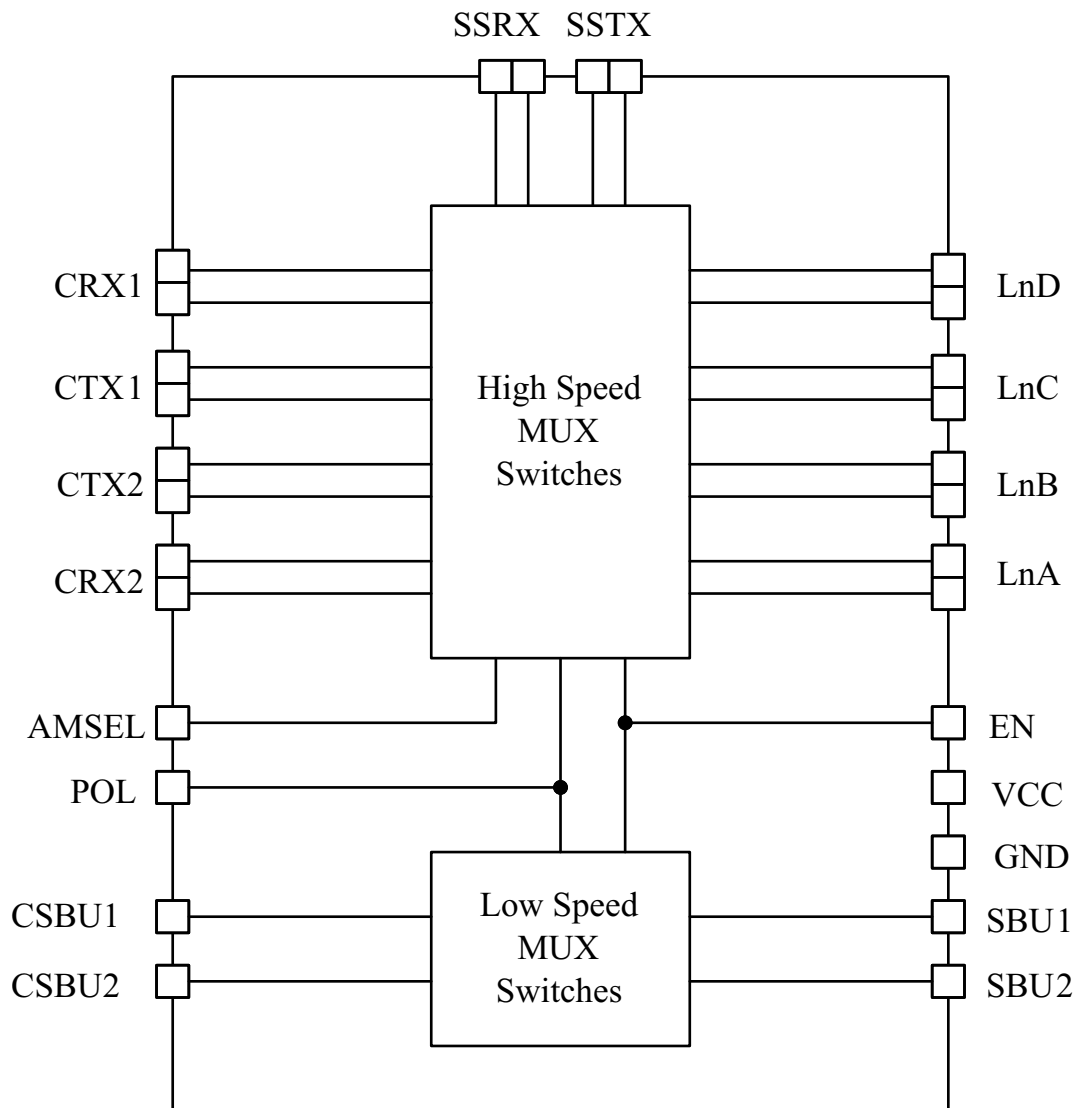 SSRX SSTX
CRX1
LnD
CTX1
High Speed
MUX
Switches
LnC
CTX2
LnB
CRX2
LnA
AMSEL
EN
POL
VCC
GND
CSBU1
Low Speed
MUX
Switches
SBU1
CSBU2
SBU2